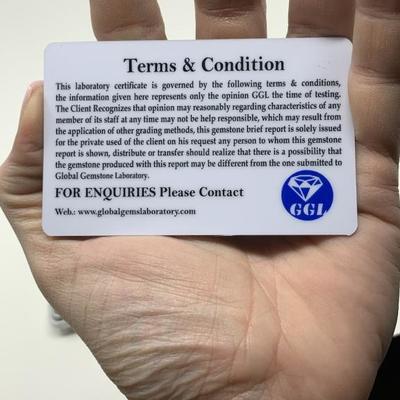 Terms & Condition
This laboratory certificate is governed by the following terms & conditions,
the information given here represents only the opinion GGL the time of testing.
The Client Recognizes that opinion may reasonably regarding characteristics of any
member of its staff at any time may not be help responsible, which may result from
the application of other grading methods, this gemstone brief report is solely issued
for the private used of the client on his request any person to whom this gemstone
report is shown, distribute or transfer should realize that there is a possibility that
the gemstone produced with this report may be different from the one submitted to
Global Gemstone Laboratory.
FOR ENQUIRIES Please Contact
Web.: www.globalgemslaboratory.com
GGL